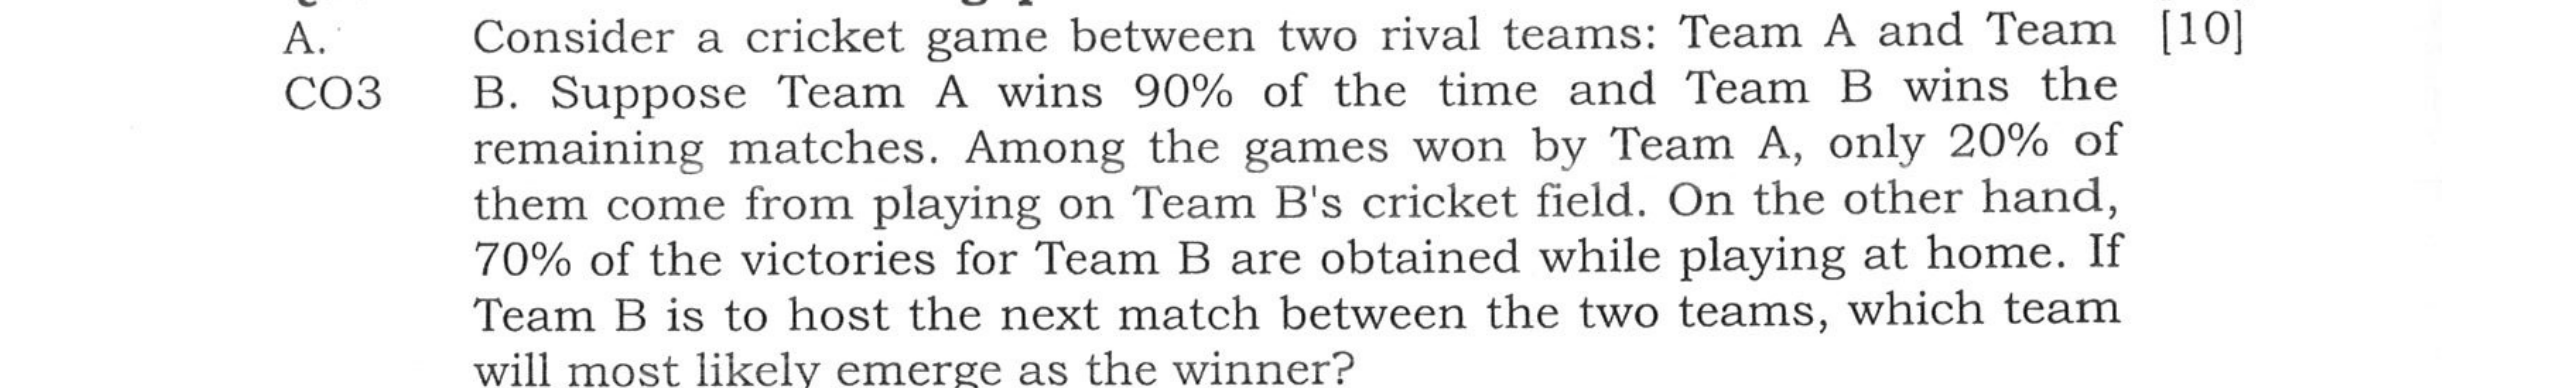 A. Consider a cricket game between two rival teams: Team A and Team [10]
CO3 B. Suppose Team A wins 90% of the time and Team B wins the
remaining matches. Among the games won by Team A, only 20% of
them come from playing on Team B's cricket field. On the other hand,
70% of the victories for Team B are obtained while playing at home. If
Team B is to host the next match between the two teams, which team
will most likely emerge as the winner?